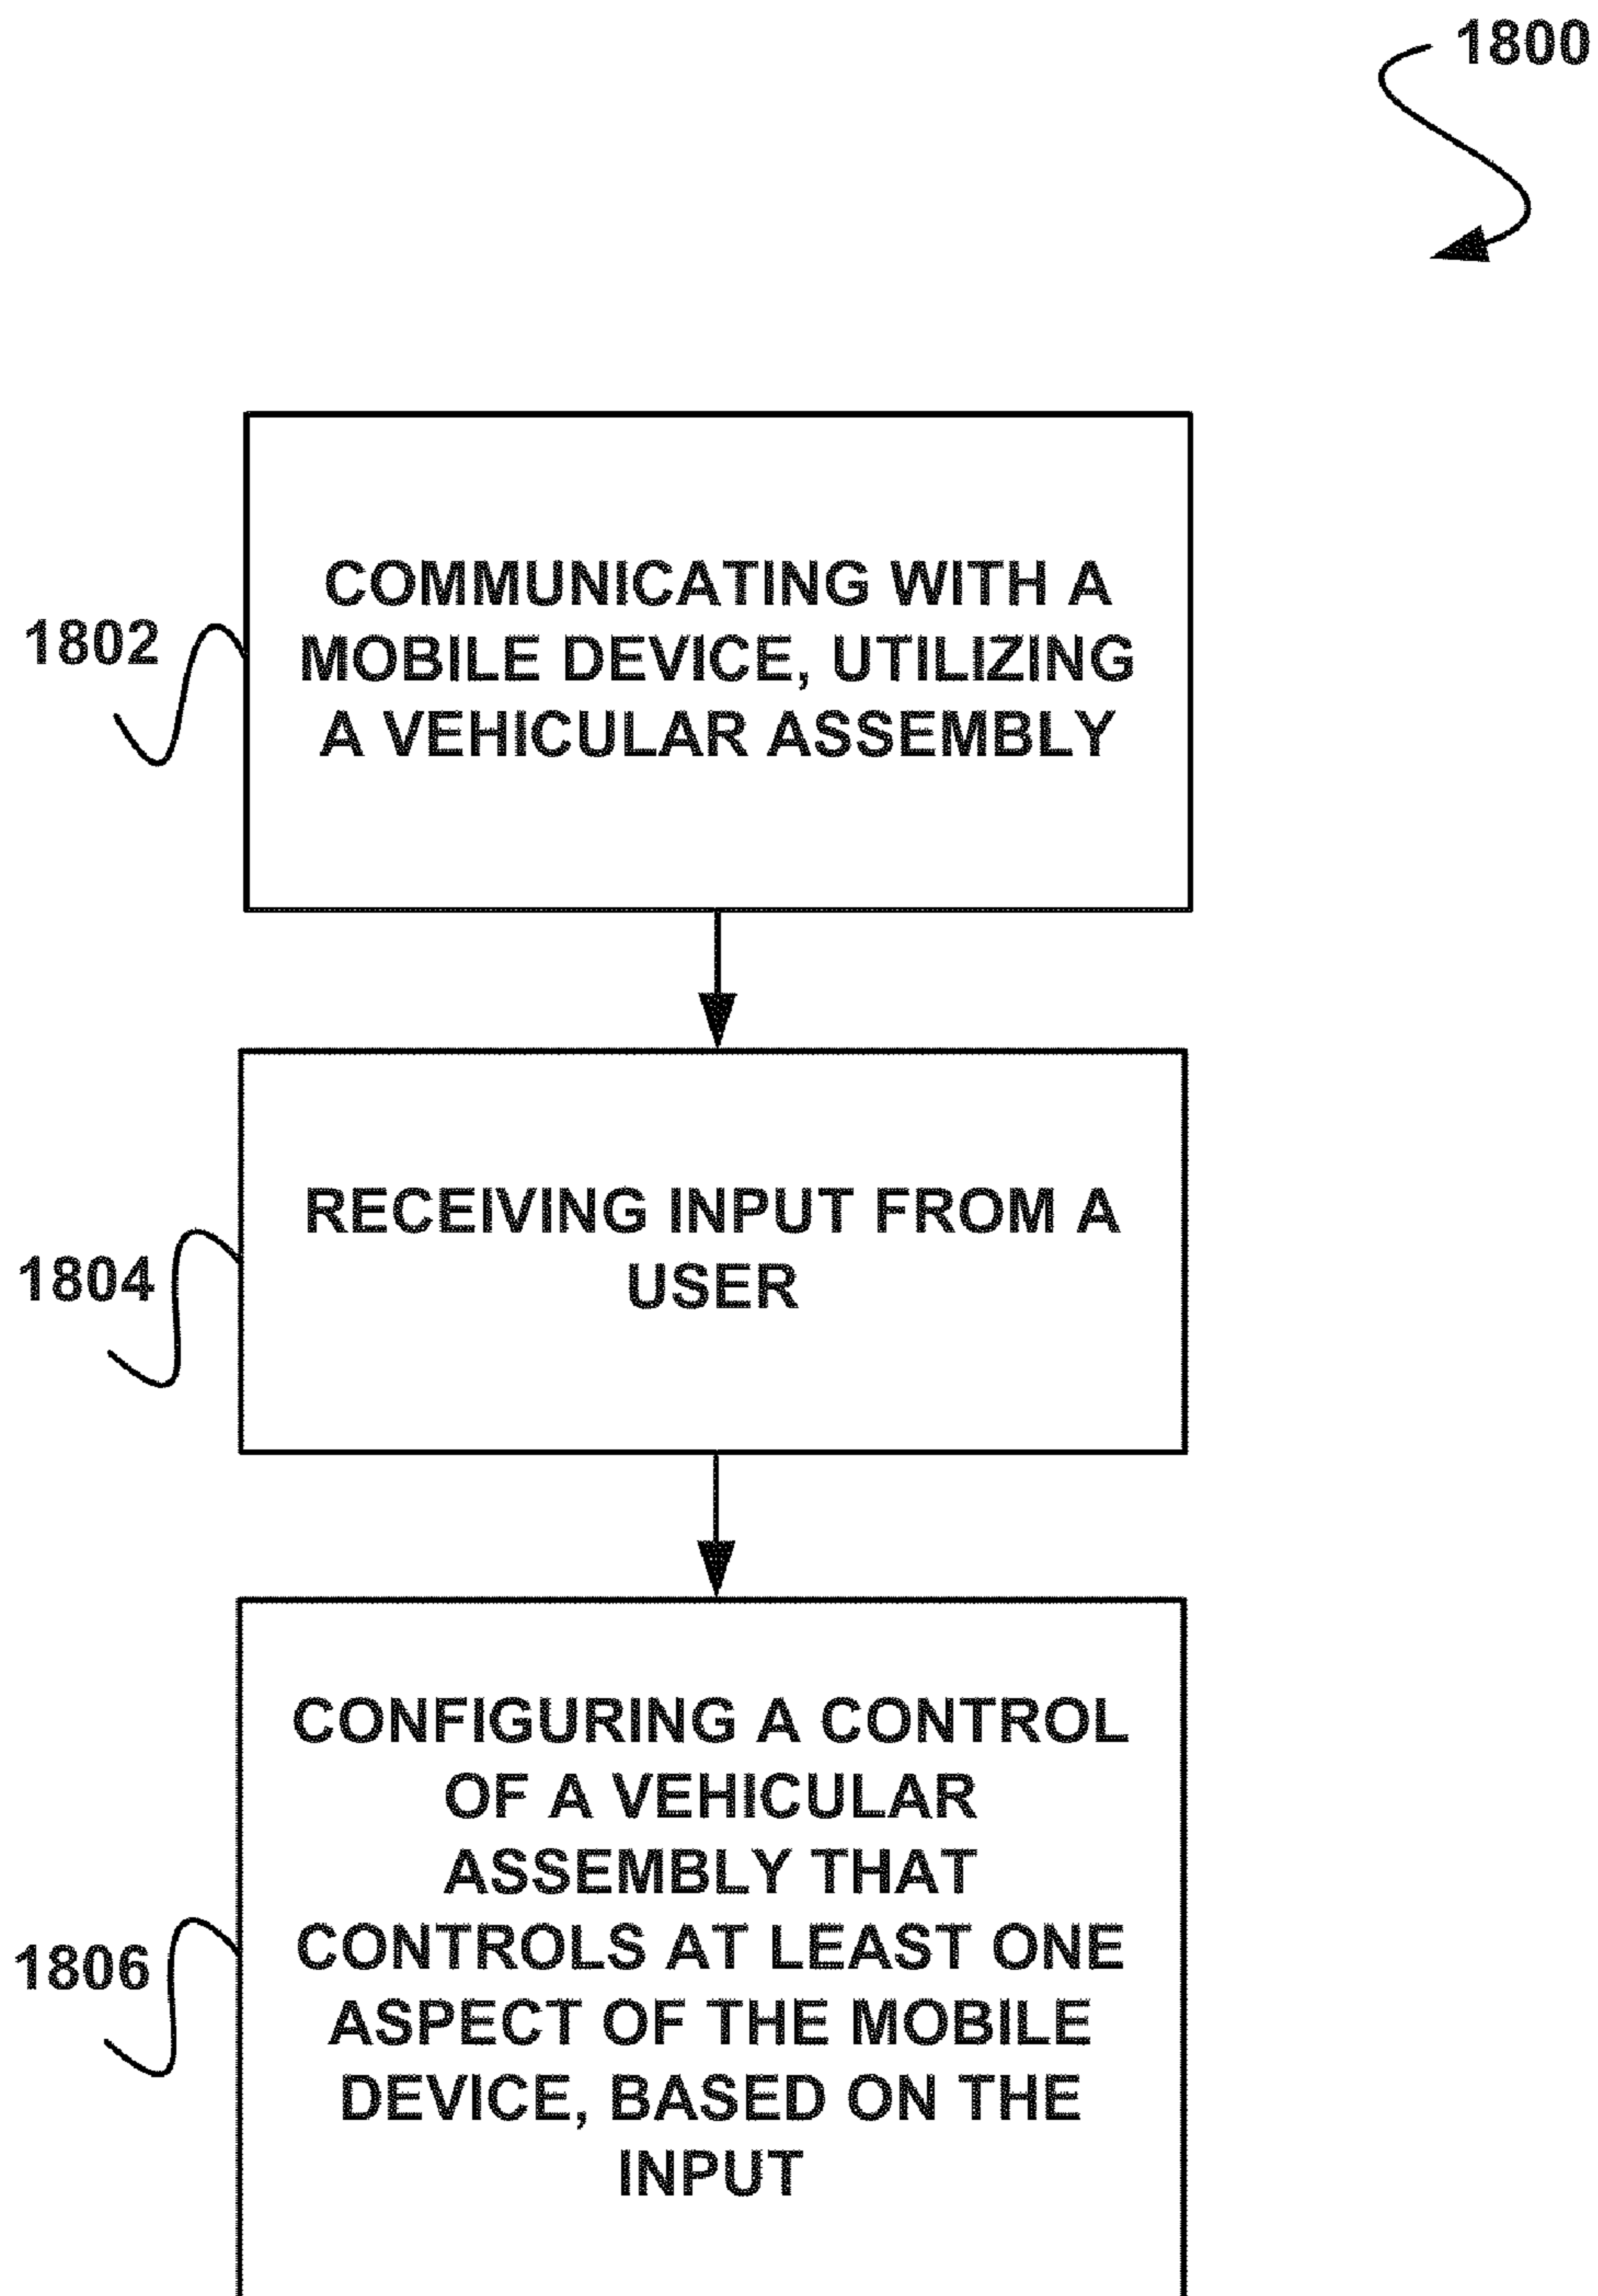 1800
COMMUNICATING WITH A
MOBILE DEVICE, UTILIZING
A VEHICULAR ASSEMBLY
1802
RECEIVING INPUT FROM A
USER
1804
CONFIGURING A CONTROL
OF A VEHICULAR
ASSEMBLY THAT
CONTROLS AT LEAST ONE
ASPECT OF THE MOBILE
DEVICE, BASED ON THE
INPUT
1806